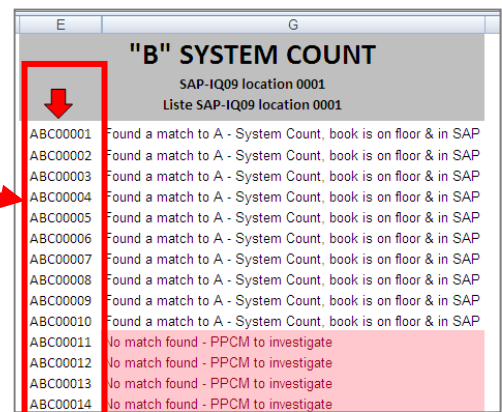 E G
"B" SYSTEM COUNT
SAP-IQ09 location 0001
Liste SAP-IQ09 location 0001
ABC00001 Found a match to A - System Count, book is on floor & in SAP
ABC00002 Found a match to A - System Count, book is on floor & in SAP
ABC00003 Found a match to A - System Count, book is on floor & in SAP
ABC00004 Found a match to A - System Count, book is on floor & in SAP
ABC00005 Found a match to A - System Count, book is on floor & in SAP
ABC00006 Found a match to A - System Count, book is on floor & in SAP
ABC00007 Found a match to A - System Count, book is on floor & in SAP
ABC00008 Found a match to A - System Count, book is on floor & in SAP
ABC00009 Found a match to A - System Count, book is on floor & in SAP
ABC00010 Found a match to A - System Count, book is on floor & in SAP
ABC00011 No match found - PPCM to investigate
ABC00012 No match found - PPCM to investigate
ABC00013 No match found - PPCM to investigate
ABC00014 No match found - PPCM to investigate